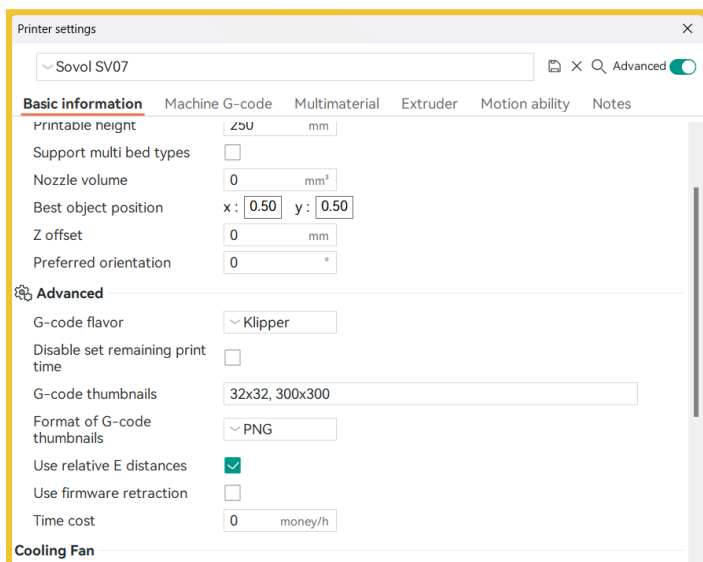 Printer settings
Sovol SV07
Advanced
Basic information Machine G-code Multimaterial Extruder Motion ability Notes
Printable height 250 mm
Support multi bed types
Nozzle volume 0 mm³
Best object position x : 0.50 y : 0.50
Z offset 0 mm
Preferred orientation 0 °
Advanced
G-code flavor Klipper
Disable set remaining print
time
G-code thumbnails 32x32, 300x300
Format of G-code
thumbnails PNG
Use relative E distances
Use firmware retraction
Time cost 0 money/h
Cooling Fan